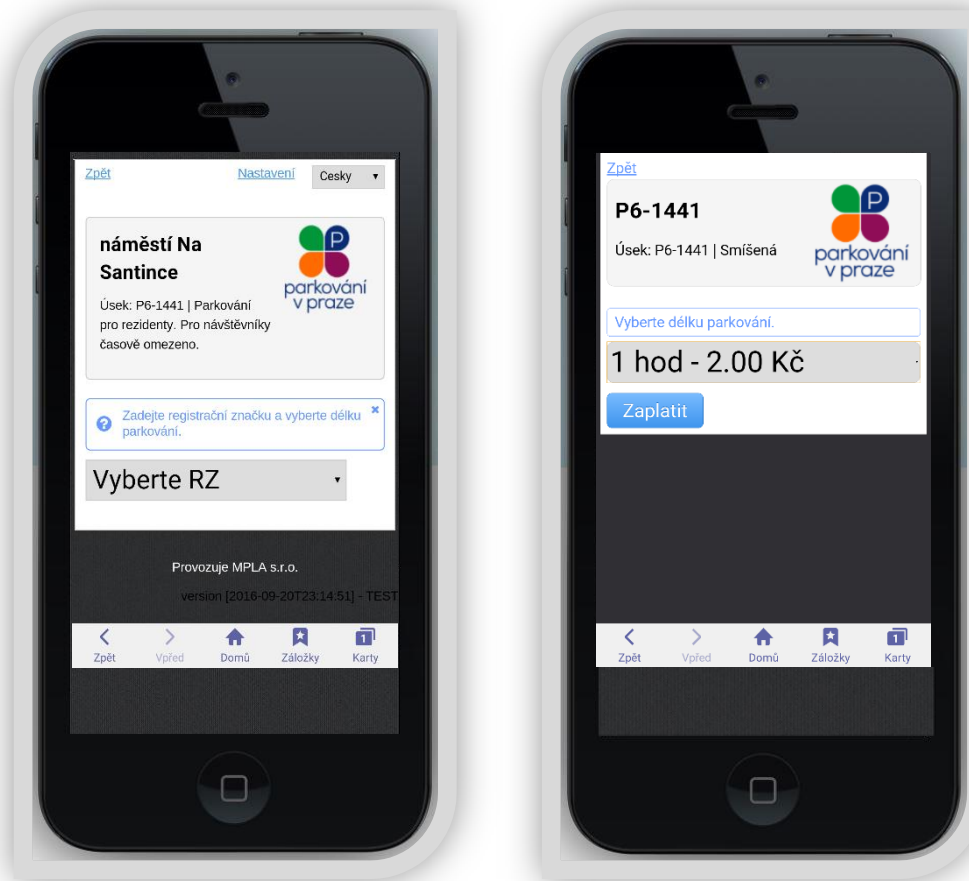 Zpět
Nastavení
Cesky
náměstí Na
Santince
Úsek: P6-1441 | Parkování
pro rezidenty. Pro návštěvníky
časově omezeno.
P
parkování
v praze
Zadejte registrační značku a vyberte délku
parkování.
Vyberte RZ
Provozuje MPLA s.r.o.
version [2016-09-20T23:14:51] - TEST
Zpět
Vpřed
Domů
Záložky
1
Karty
Zpět
P6-1441
Úsek: P6-1441 | Smíšená
P
parkování
v praze
Vyberte délku parkování.
1 hod - 2.00 Kč
Zaplatit
Zpět
Vpřed
Domů
Záložky
1
Karty